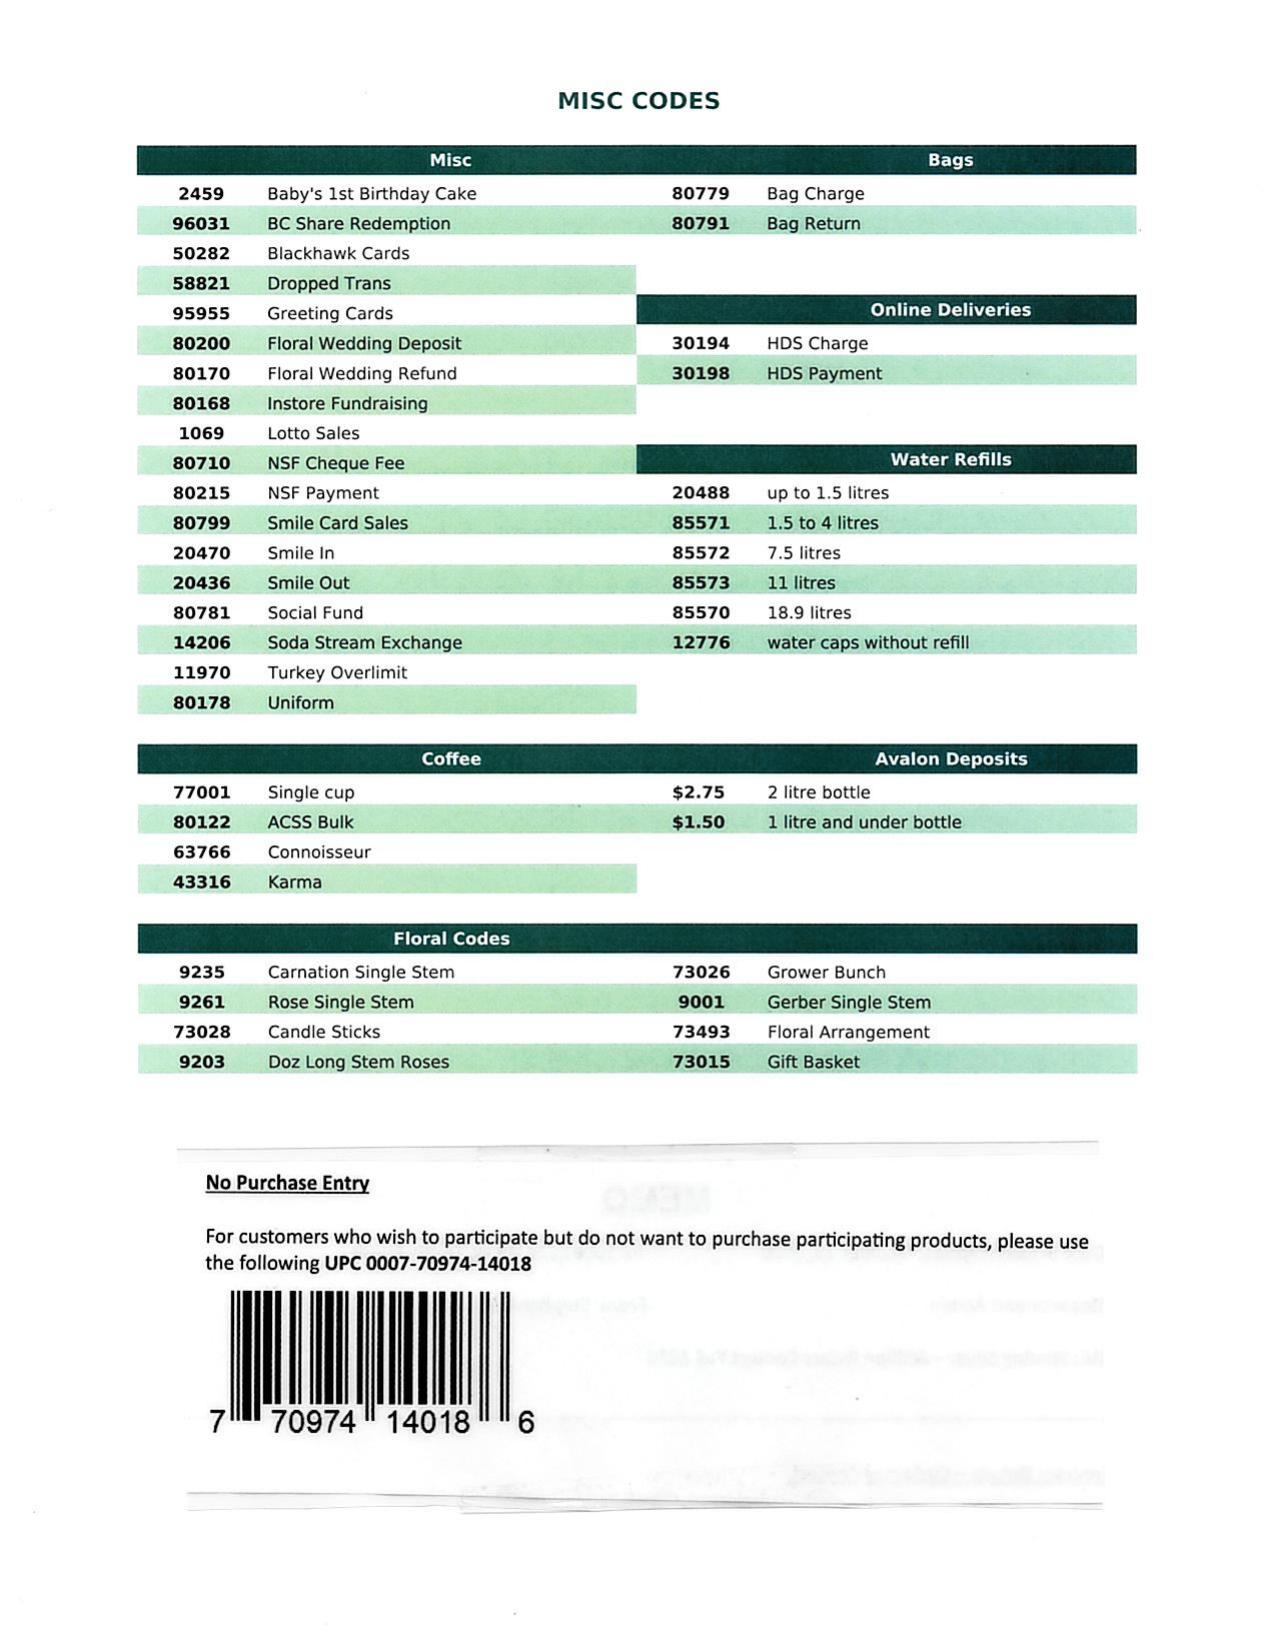 MISC CODES
Misc
2459 Baby's 1st Birthday Cake
96031 BC Share Redemption
50282 Blackhawk Cards
58821 Dropped Trans
95955 Greeting Cards
80200 Floral Wedding Deposit
80170 Floral Wedding Refund
80168 Instore Fundraising
1069 Lotto Sales
80710 NSF Cheque Fee
80215 NSF Payment
80799 Smile Card Sales
20470 Smile In
20436 Smile Out
80781 Social Fund
14206 Soda Stream Exchange
11970 Turkey Overlimit
80178 Uniform
Bags
80779 Bag Charge
80791 Bag Return
Online Deliveries
30194 HDS Charge
30198 HDS Payment
Water Refills
20488 up to 1.5 litres
85571 1.5 to 4 litres
85572 7.5 litres
85573 11 litres
85570 18.9 litres
12776 water caps without refill
Coffee
77001 Single cup
80122 ACSS Bulk
63766 Connoisseur
43316 Karma
Avalon Deposits
$2.75 2 litre bottle
$1.50 1 litre and under bottle
Floral Codes
9235 Carnation Single Stem
9261 Rose Single Stem
73028 Candle Sticks
9203 Doz Long Stem Roses
73026 Grower Bunch
9001 Gerber Single Stem
73493 Floral Arrangement
73015 Gift Basket
No Purchase Entry
For customers who wish to participate but do not want to purchase participating products, please use
the following UPC 0007-70974-14018
7 70974 14018 6